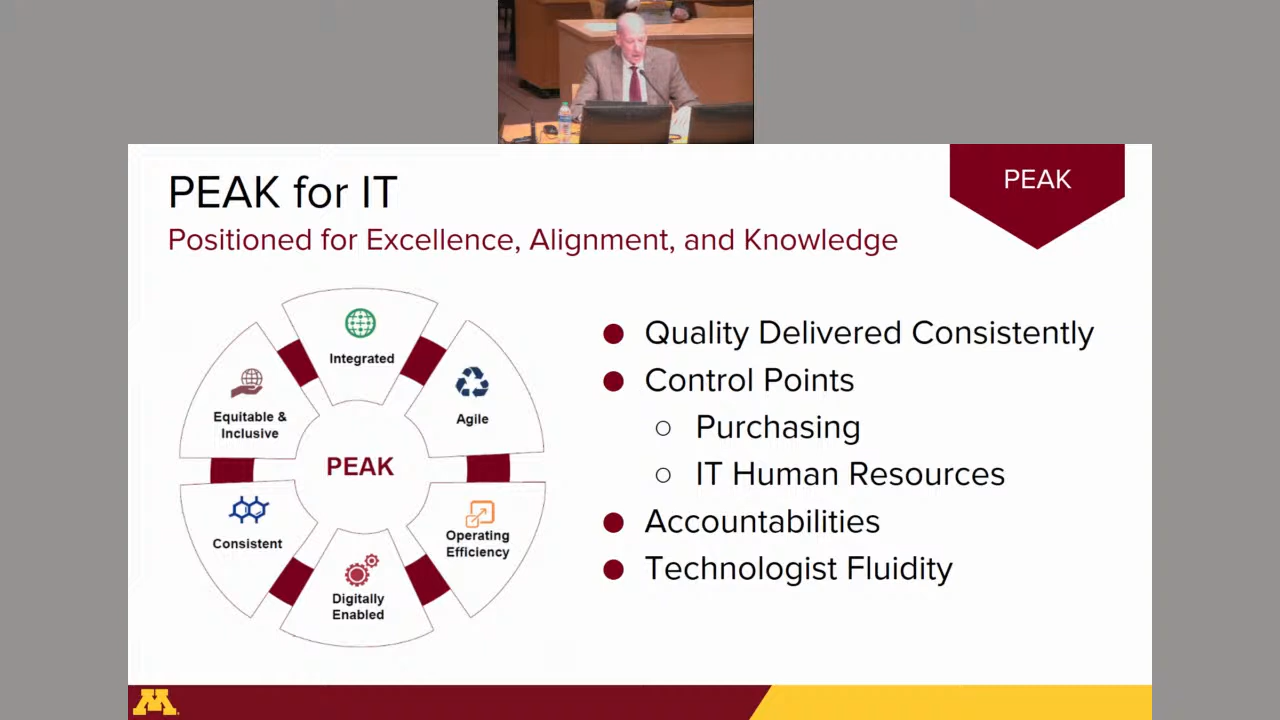 PEAK for IT
Positioned for Excellence, Alignment, and Knowledge
PEAK
Integrated
Agile
Operating
Efficiency
Digitally
Enabled
Consistent
Equitable &
Inclusive
PEAK
● Quality Delivered Consistently
● Control Points
○ Purchasing
○ IT Human Resources
● Accountabilities
● Technologist Fluidity
M